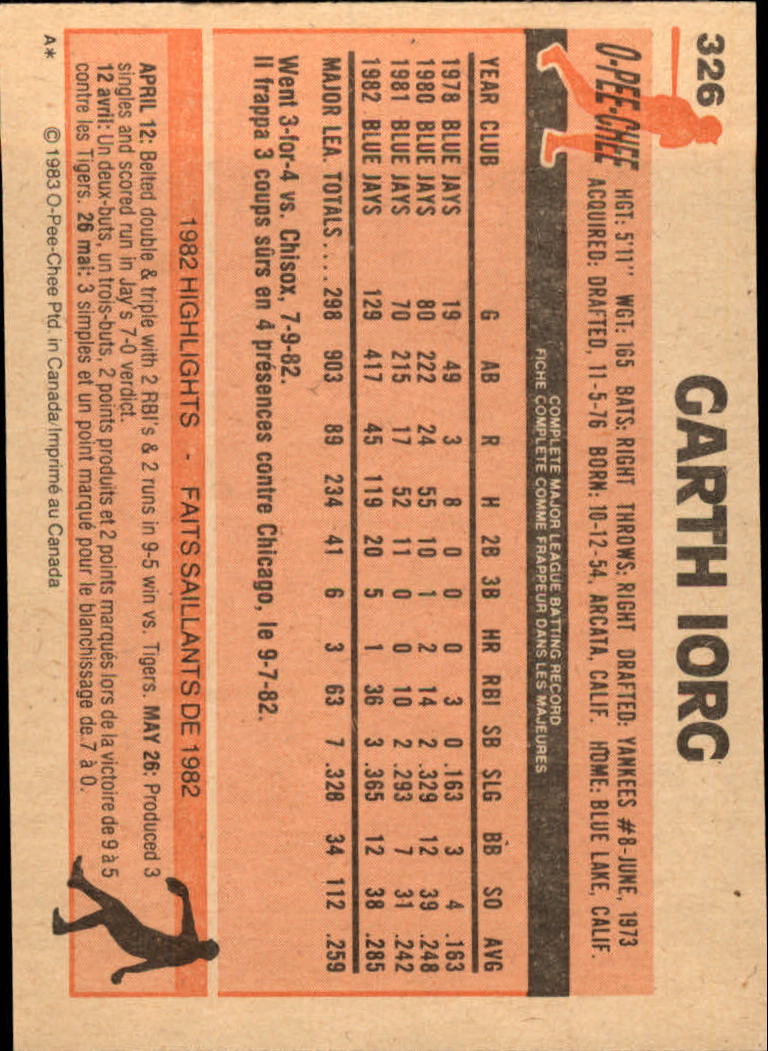 326
GARTH IORG
O-PEE-CHEE
HGT: 5'11" WGT: 165 BATS: RIGHT THROWS: RIGHT DRAFTED: YANKEES #8-JUNE, 1973
ACQUIRED: DRAFTED, 11-5-76 BORN: 10-12-54, ARCATA, CALIF. HOME: BLUE LAKE, CALIF.
COMPLETE MAJOR LEAGUE BATTING RECORD
FICHE COMPLÈTE COMME FRAPPEUR DANS LES MAJEURES
YEAR CLUB G AB R H 2B 3B HR RBI SB SLG BB SO AVG
1978 BLUE JAYS 19 49 3 8 0 0 0 3 0 .163 3 4 .163
1980 BLUE JAYS 80 222 24 55 10 1 2 14 2 .329 12 39 .248
1981 BLUE JAYS 70 215 17 52 11 0 0 10 2 .293 7 31 .242
1982 BLUE JAYS 129 417 45 119 20 5 1 36 3 .365 12 38 .285
MAJOR LEA. TOTALS .... 298 903 89 234 41 6 3 63 7 .328 34 112 .259
Went 3-for-4 vs. Chisox, 7-9-82.
Il frappa 3 coups sûrs en 4 présences contre Chicago, le 9-7-82.
1982 HIGHLIGHTS - FAITS SAILLANTS DE 1982
APRIL 12: Belted double & triple with 2 RBI's & 2 runs in 9-5 win vs. Tigers. MAY 26: Produced 3
singles and scored run in Jay's 7-0 verdict.
12 avril: Un deux-buts, un trois-buts, 2 points produits et 2 points marqués lors de la victoire de 9 à 5
contre les Tigers. 26 mai: 3 simples et un point marqué pour le blanchissage de 7 à 0.
A* © 1983 O-Pee-Chee Ptd. in Canada/Imprimé au Canada